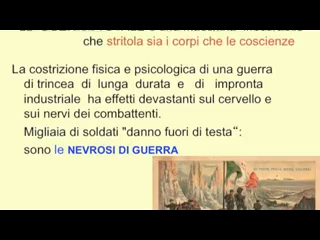 che stritola sia i corpi che le coscienze
La costrizione fisica e psicologica di una guerra
di trincea di lunga durata e di impronta
industriale ha effetti devastanti sul cervello e
sui nervi dei combattenti.
Migliaia di soldati "danno fuori di testa“:
sono le NEVROSI DI GUERRA